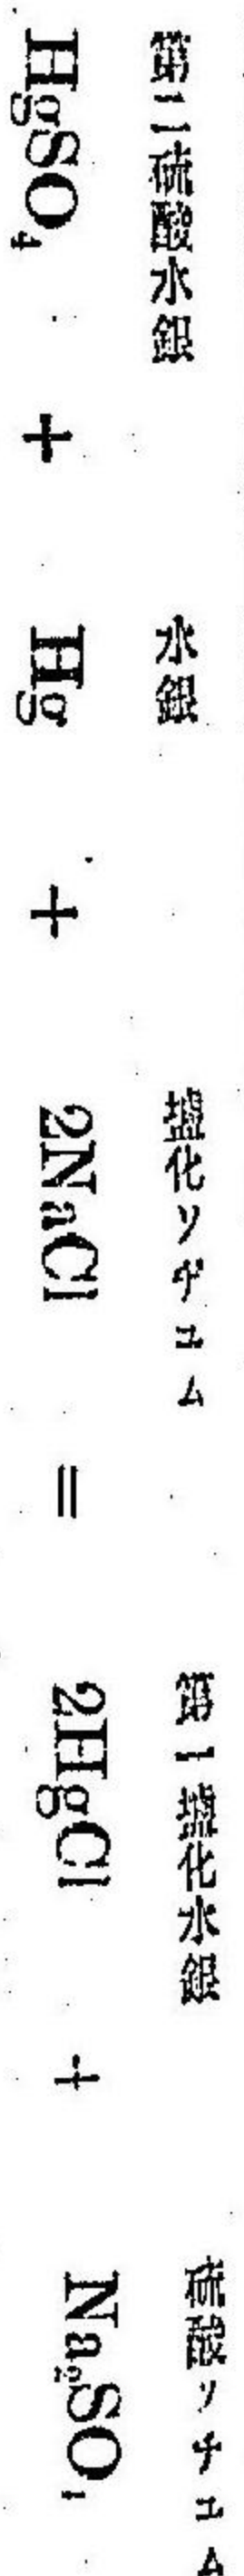 第二硫酸水銀 水銀 塩化ソヂユム 第一塩化水銀 硫酸ソチユム
HgSO₄ + Hg + 2NaCl = 2HgCl + Na₂SO₄